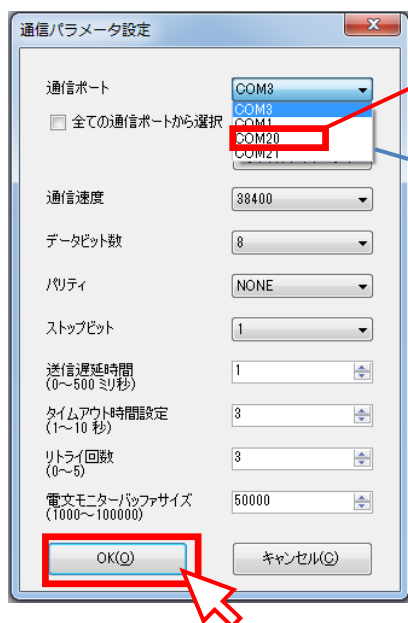 通信パラメータ設定
通信ポート
COM3
全ての通信ポートから選択
COM3
COM1
COM20
COM21
通信速度
38400
データビット数
8
パリティ
NONE
ストップビット
1
送信遅延時間
(0～500 ミリ秒)
1
タイムアウト時間設定
(1～10 秒)
3
リトライ回数
(0～5)
3
電文モニターバッファサイズ
(1000～100000)
50000
OK(O)
キャンセル(C)